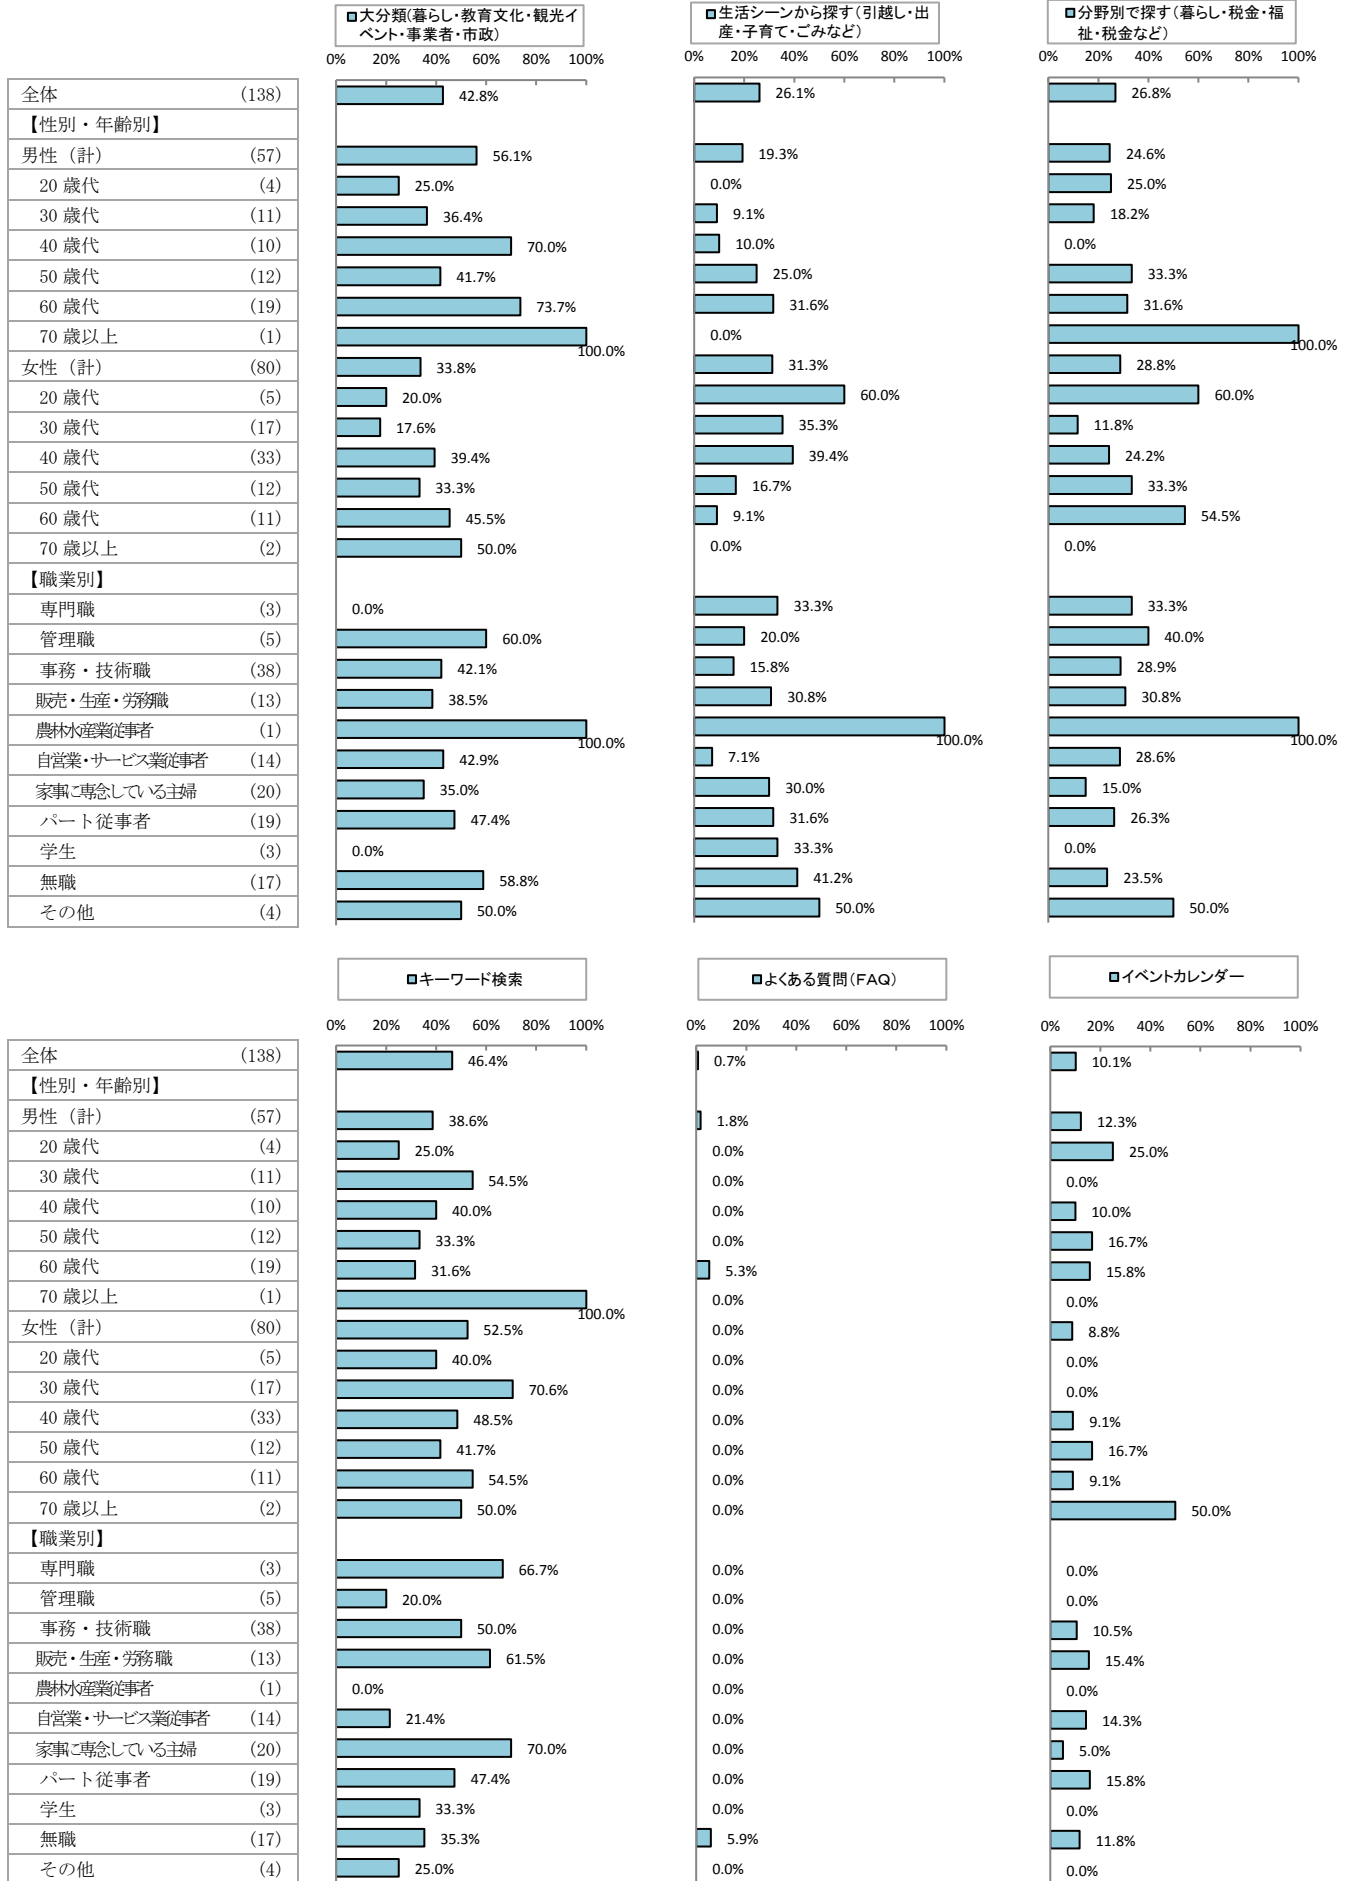 ■大分類(暮らし・教育文化・観光イベント・事業者・市政)
■生活シーンから探す(引越し・出産・子育て・ごみなど)
■分野別で探す(暮らし・税金・福祉・税金など)
0% 20% 40% 60% 80% 100% 0% 20% 40% 60% 80% 100% 0% 20% 40% 60% 80% 100%
全体 (138) 42.8% 26.1% 26.8%
【性別・年齢別】
男性(計) (57) 56.1% 19.3% 24.6%
20歳代 (4) 25.0% 0.0% 25.0%
30歳代 (11) 36.4% 9.1% 18.2%
40歳代 (10) 70.0% 10.0% 0.0%
50歳代 (12) 41.7% 25.0% 33.3%
60歳代 (19) 73.7% 31.6% 31.6%
70歳以上 (1) 100.0% 0.0% 100.0%
女性(計) (80) 33.8% 31.3% 28.8%
20歳代 (5) 20.0% 60.0% 60.0%
30歳代 (17) 17.6% 35.3% 11.8%
40歳代 (33) 39.4% 39.4% 24.2%
50歳代 (12) 33.3% 16.7% 33.3%
60歳代 (11) 45.5% 9.1% 54.5%
70歳以上 (2) 50.0% 0.0% 0.0%
【職業別】
専門職 (3) 0.0% 33.3% 33.3%
管理職 (5) 60.0% 20.0% 40.0%
事務・技術職 (38) 42.1% 15.8% 28.9%
販売・生産・労務職 (13) 38.5% 30.8% 30.8%
農林水産業従事者 (1) 100.0% 100.0% 100.0%
自営業・サービス業従事者 (14) 42.9% 7.1% 28.6%
家事に専念している主婦 (20) 35.0% 30.0% 15.0%
パート従事者 (19) 47.4% 31.6% 26.3%
学生 (3) 0.0% 33.3% 0.0%
無職 (17) 58.8% 41.2% 23.5%
その他 (4) 50.0% 50.0% 50.0%
■キーワード検索
■よくある質問(FAQ)
■イベントカレンダー
0% 20% 40% 60% 80% 100% 0% 20% 40% 60% 80% 100% 0% 20% 40% 60% 80% 100%
全体 (138) 46.4% 0.7% 10.1%
【性別・年齢別】
男性(計) (57) 38.6% 1.8% 12.3%
20歳代 (4) 25.0% 0.0% 25.0%
30歳代 (11) 54.5% 0.0% 0.0%
40歳代 (10) 40.0% 0.0% 10.0%
50歳代 (12) 33.3% 0.0% 16.7%
60歳代 (19) 31.6% 5.3% 15.8%
70歳以上 (1) 100.0% 0.0% 0.0%
女性(計) (80) 52.5% 0.0% 8.8%
20歳代 (5) 40.0% 0.0% 0.0%
30歳代 (17) 70.6% 0.0% 0.0%
40歳代 (33) 48.5% 0.0% 9.1%
50歳代 (12) 41.7% 0.0% 16.7%
60歳代 (11) 54.5% 0.0% 9.1%
70歳以上 (2) 50.0% 0.0% 50.0%
【職業別】
専門職 (3) 66.7% 0.0% 0.0%
管理職 (5) 20.0% 0.0% 0.0%
事務・技術職 (38) 50.0% 0.0% 10.5%
販売・生産・労務職 (13) 61.5% 0.0% 15.4%
農林水産業従事者 (1) 0.0% 0.0% 0.0%
自営業・サービス業従事者 (14) 21.4% 0.0% 14.3%
家事に専念している主婦 (20) 70.0% 0.0% 5.0%
パート従事者 (19) 47.4% 0.0% 15.8%
学生 (3) 33.3% 0.0% 0.0%
無職 (17) 35.3% 5.9% 11.8%
その他 (4) 25.0% 0.0% 0.0%